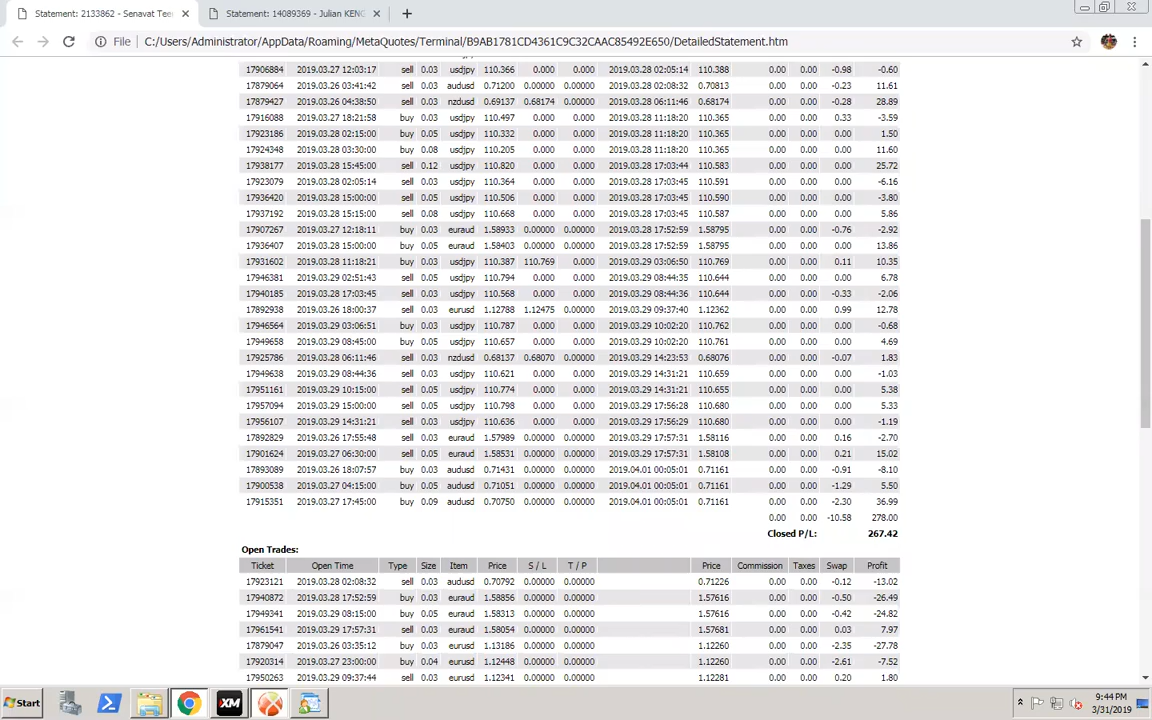 Statement: 2133862 - Senavat Tee
Statement: 14089369 - Julian KENG
File C:/Users/Administrator/AppData/Roaming/MetaQuotes/Terminal/B9AB1781CD4361C9C32CAAC85492E650/DetailedStatement.htm
17906884 2019.03.27 12:03:17 sell 0.03 usdjpy 110.366 0.000 0.000 2019.03.28 02:05:14 110.388 0.00 0.00 -0.98 -0.60
17879064 2019.03.26 03:41:42 sell 0.03 audusd 0.71200 0.00000 0.00000 2019.03.28 02:08:32 0.70813 0.00 0.00 -0.23 11.61
17879427 2019.03.26 04:38:50 sell 0.03 nzdusd 0.69137 0.68174 0.00000 2019.03.28 06:11:46 0.68174 0.00 0.00 -0.28 28.89
17916088 2019.03.27 18:21:58 buy 0.03 usdjpy 110.497 0.000 0.000 2019.03.28 11:18:20 110.365 0.00 0.00 0.33 -3.59
17923186 2019.03.28 02:15:00 buy 0.05 usdjpy 110.332 0.000 0.000 2019.03.28 11:18:20 110.365 0.00 0.00 0.00 1.50
17924348 2019.03.28 03:30:00 buy 0.08 usdjpy 110.205 0.000 0.000 2019.03.28 11:18:20 110.365 0.00 0.00 0.00 11.60
17938177 2019.03.28 15:45:00 sell 0.12 usdjpy 110.820 0.000 0.000 2019.03.28 17:03:44 110.583 0.00 0.00 0.00 25.72
17923079 2019.03.28 02:05:14 sell 0.03 usdjpy 110.364 0.000 0.000 2019.03.28 17:03:45 110.591 0.00 0.00 0.00 -6.16
17936420 2019.03.28 15:00:00 sell 0.05 usdjpy 110.506 0.000 0.000 2019.03.28 17:03:45 110.590 0.00 0.00 0.00 -3.80
17937192 2019.03.28 15:15:00 sell 0.08 usdjpy 110.668 0.000 0.000 2019.03.28 17:03:45 110.587 0.00 0.00 0.00 5.86
17907267 2019.03.27 12:18:11 buy 0.03 euraud 1.58933 0.00000 0.00000 2019.03.28 17:52:59 1.58795 0.00 0.00 -0.76 -2.92
17936407 2019.03.28 15:00:00 buy 0.05 euraud 1.58403 0.00000 0.00000 2019.03.28 17:52:59 1.58795 0.00 0.00 0.00 13.86
17931602 2019.03.28 11:18:21 buy 0.03 usdjpy 110.387 110.769 0.000 2019.03.29 03:06:50 110.769 0.00 0.00 0.11 10.35
17946381 2019.03.29 02:51:43 sell 0.05 usdjpy 110.794 0.000 0.000 2019.03.29 08:44:35 110.644 0.00 0.00 0.00 6.78
17940185 2019.03.28 17:03:45 sell 0.03 usdjpy 110.568 0.000 0.000 2019.03.29 08:44:36 110.644 0.00 0.00 -0.33 -2.06
17892938 2019.03.26 18:00:37 sell 0.03 eurusd 1.12788 1.12475 0.00000 2019.03.29 09:37:40 1.12362 0.00 0.00 0.99 12.78
17946564 2019.03.29 03:06:51 buy 0.03 usdjpy 110.787 0.000 0.000 2019.03.29 10:02:20 110.762 0.00 0.00 0.00 -0.68
17949658 2019.03.29 08:45:00 buy 0.05 usdjpy 110.657 0.000 0.000 2019.03.29 10:02:20 110.761 0.00 0.00 0.00 4.69
17925786 2019.03.28 06:11:46 sell 0.03 nzdusd 0.68137 0.68070 0.00000 2019.03.29 14:23:53 0.68076 0.00 0.00 -0.07 1.83
17949638 2019.03.29 08:44:36 sell 0.03 usdjpy 110.621 0.000 0.000 2019.03.29 14:31:21 110.659 0.00 0.00 0.00 -1.03
17951161 2019.03.29 10:15:00 sell 0.05 usdjpy 110.774 0.000 0.000 2019.03.29 14:31:21 110.655 0.00 0.00 0.00 5.38
17957094 2019.03.29 15:00:00 sell 0.05 usdjpy 110.798 0.000 0.000 2019.03.29 17:56:28 110.680 0.00 0.00 0.00 5.33
17956107 2019.03.29 14:31:21 sell 0.03 usdjpy 110.636 0.000 0.000 2019.03.29 17:56:29 110.680 0.00 0.00 0.00 -1.19
17892829 2019.03.26 17:55:48 sell 0.03 euraud 1.57989 0.00000 0.00000 2019.03.29 17:57:31 1.58116 0.00 0.00 0.16 -2.70
17901624 2019.03.27 06:30:00 sell 0.05 euraud 1.58531 0.00000 0.00000 2019.03.29 17:57:31 1.58108 0.00 0.00 0.21 15.02
17893089 2019.03.26 18:07:57 buy 0.03 audusd 0.71431 0.00000 0.00000 2019.04.01 00:05:01 0.71161 0.00 0.00 -0.91 -8.10
17900538 2019.03.27 04:15:00 buy 0.05 audusd 0.71051 0.00000 0.00000 2019.04.01 00:05:01 0.71161 0.00 0.00 -1.29 5.50
17915351 2019.03.27 17:45:00 buy 0.09 audusd 0.70750 0.00000 0.00000 2019.04.01 00:05:01 0.71161 0.00 0.00 -2.30 36.99
0.00 0.00 -10.58 278.00
Closed P/L: 267.42
Open Trades:
Ticket Open Time Type Size Item Price S / L T / P Price Commission Taxes Swap Profit
17923121 2019.03.28 02:08:32 sell 0.03 audusd 0.70792 0.00000 0.00000 0.71226 0.00 0.00 -0.12 -13.02
17940872 2019.03.28 17:52:59 buy 0.03 euraud 1.58856 0.00000 0.00000 1.57616 0.00 0.00 -0.50 -26.49
17949341 2019.03.29 08:15:00 buy 0.05 euraud 1.58313 0.00000 0.00000 1.57616 0.00 0.00 -0.42 -24.82
17961541 2019.03.29 17:57:31 sell 0.03 euraud 1.58054 0.00000 0.00000 1.57681 0.00 0.00 0.03 7.97
17879047 2019.03.26 03:35:12 buy 0.03 eurusd 1.13186 0.00000 0.00000 1.12260 0.00 0.00 -2.35 -27.78
17920314 2019.03.27 23:00:00 buy 0.04 eurusd 1.12448 0.00000 0.00000 1.12260 0.00 0.00 -2.61 -7.52
17950263 2019.03.29 09:37:44 sell 0.03 eurusd 1.12341 0.00000 0.00000 1.12281 0.00 0.00 0.20 1.80
Start
XM
9:44 PM
3/31/2019